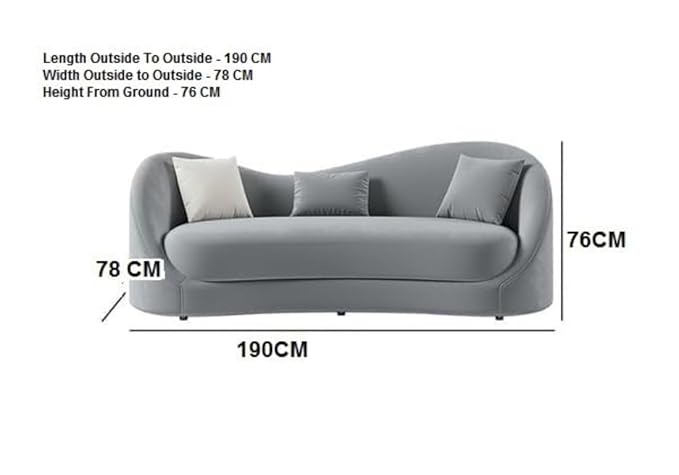 Length Outside To Outside - 190 CM
Width Outside to Outside - 78 CM
Height From Ground - 76 CM
76CM
78 CM
190CM